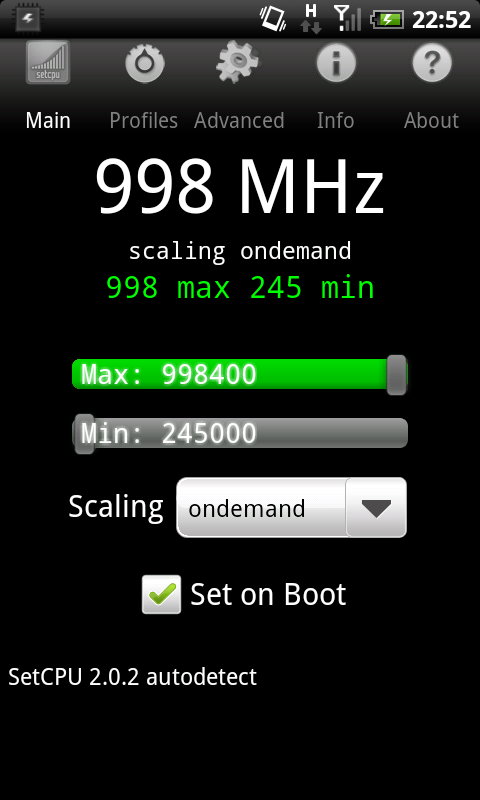 H
22:52
setcpu
Main Profiles Advanced Info About
998 MHz
scaling ondemand
998 max 245 min
Max: 998400
Min: 245000
Scaling ondemand
Set on Boot
SetCPU 2.0.2 autodetect